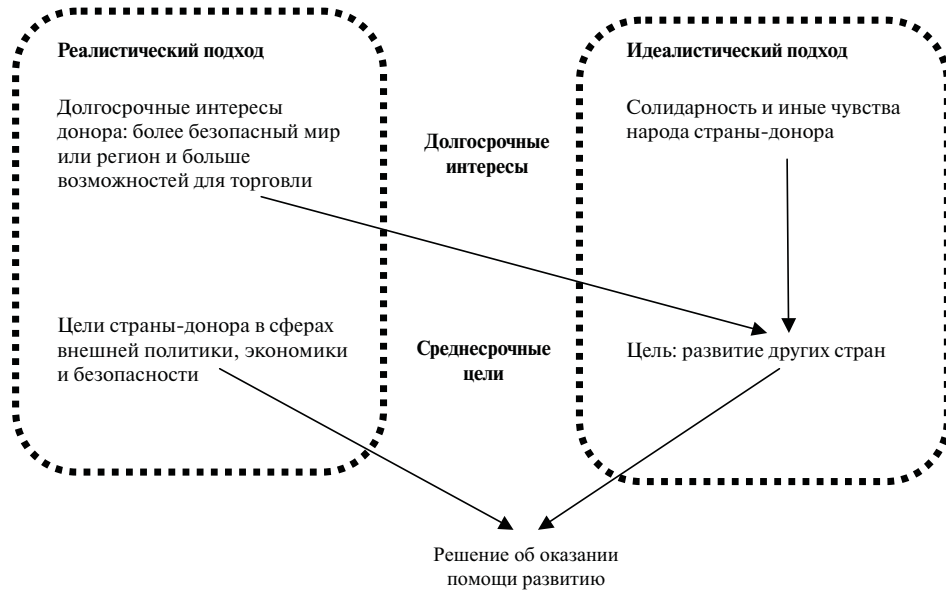 Реалистический подход
Долгосрочные интересы
донора: более безопасный мир
или регион и больше
возможностей для торговли
Цели страны-донора в сферах
внешней политики, экономики
и безопасности
Долгосрочные
интересы
Среднесрочные
цели
Идеалистический подход
Солидарность и иные чувства
народа страны-донора
Цель: развитие других стран
Решение об оказании
помощи развитию